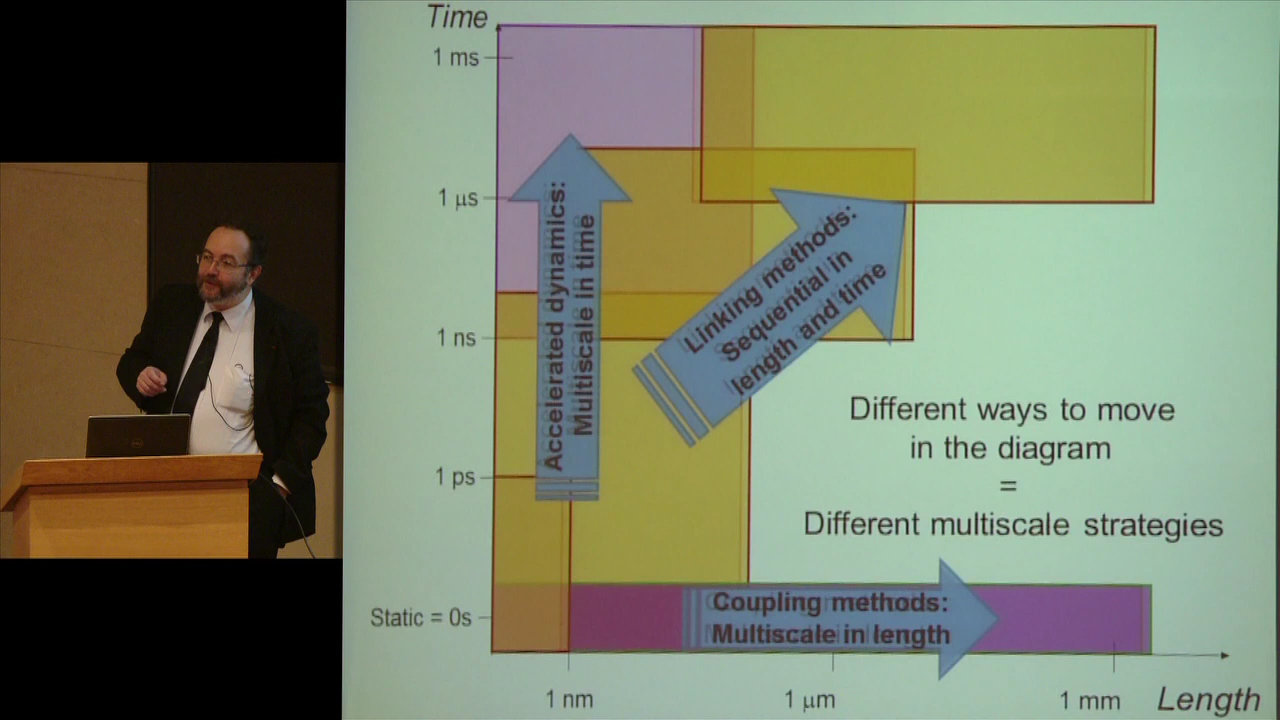 Time
1 ms
1 µs
1 ns
1 ps
Static = 0s
Accelerated dynamics:
Multiscale in time
Linking methods:
Sequential in
length and time
Different ways to move
in the diagram
=
Different multiscale strategies
Coupling methods:
Multiscale in length
1 nm
1 µm
1 mm
Length